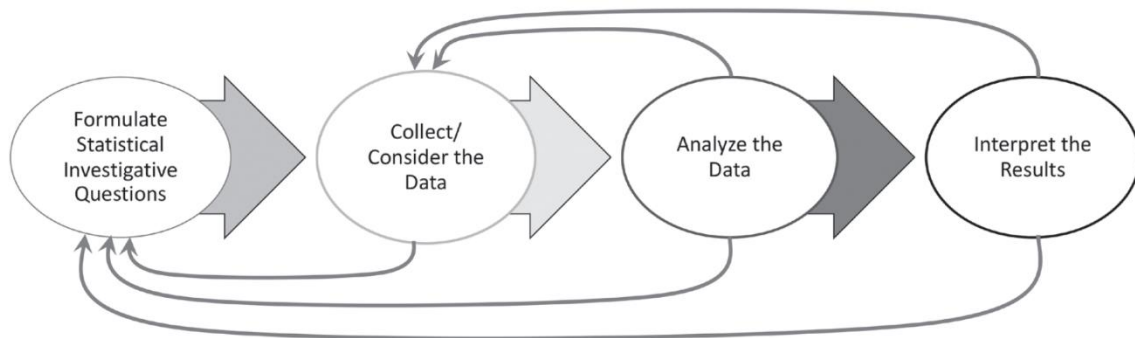 Formulate
Statistical
Investigative
Questions
Collect/
Consider the
Data
Analyze the
Data
Interpret the
Results